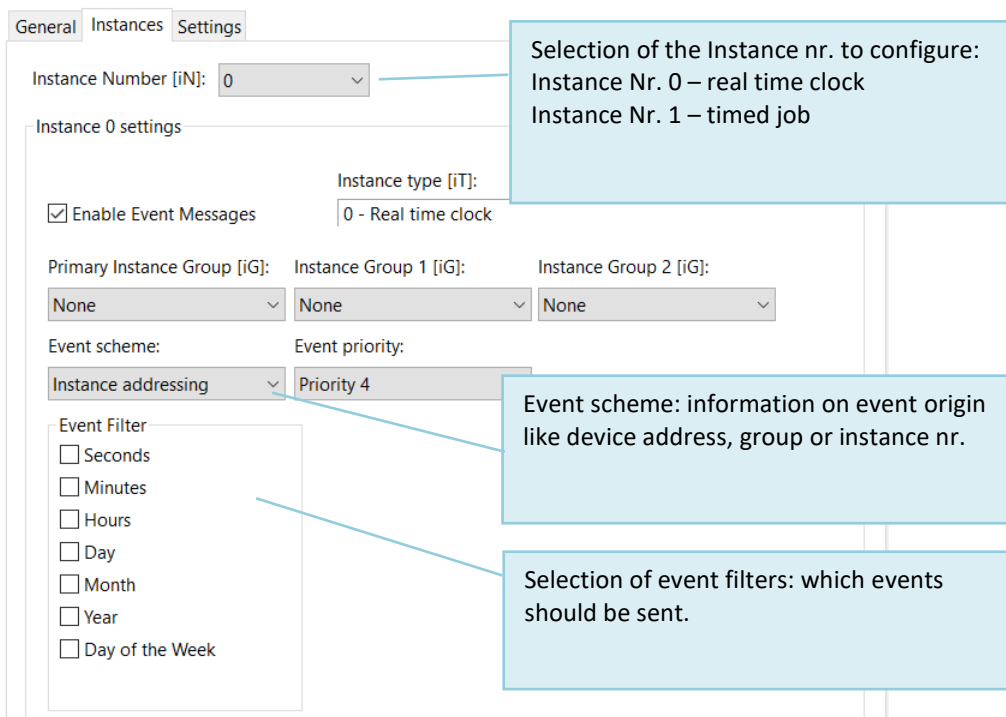 General Instances Settings
Instance Number [iN]: 0
Selection of the Instance nr. to configure:
Instance Nr. 0 – real time clock
Instance Nr. 1 – timed job
Instance 0 settings
Instance type [iT]:
Enable Event Messages
0 - Real time clock
Primary Instance Group [iG]: Instance Group 1 [iG]: Instance Group 2 [iG]:
None None None
Event scheme: Event priority:
Instance addressing Priority 4
Event scheme: information on event origin
like device address, group or instance nr.
Event Filter
Seconds
Minutes
Hours
Day
Month
Year
Day of the Week
Selection of event filters: which events
should be sent.